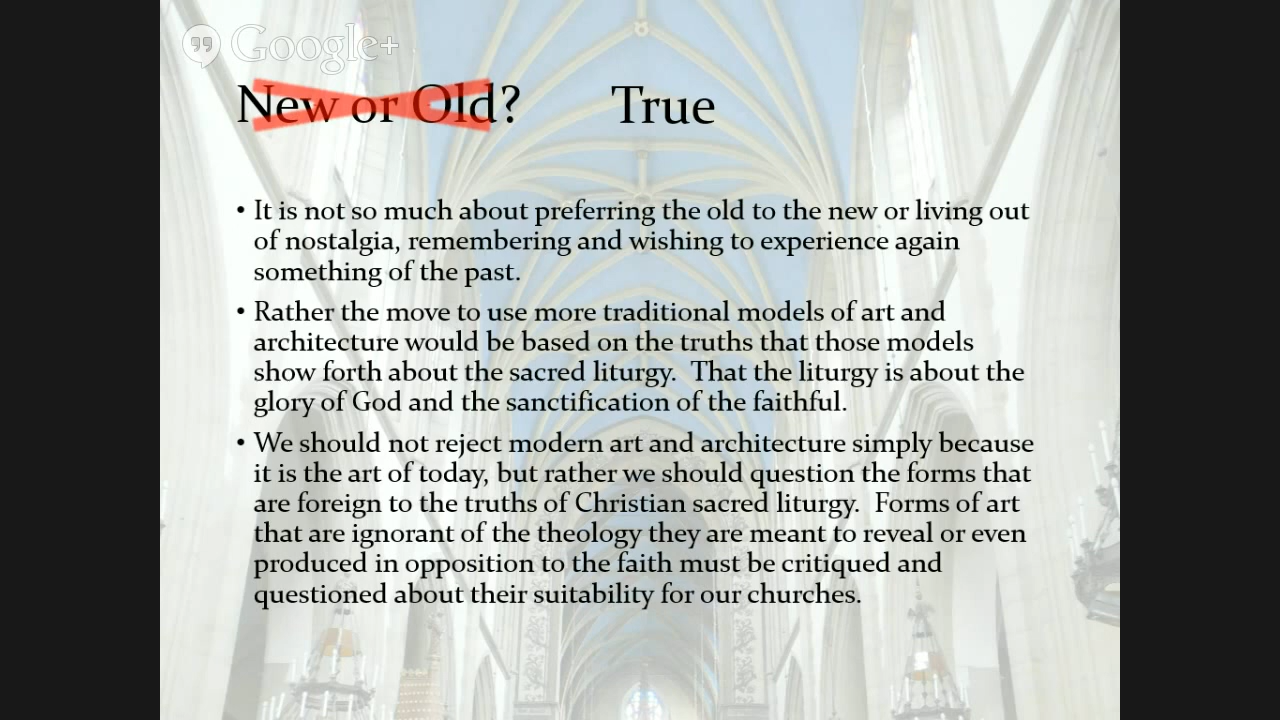 Google+
New or Old? True
• It is not so much about preferring the old to the new or living out
of nostalgia, remembering and wishing to experience again
something of the past.
• Rather the move to use more traditional models of art and
architecture would be based on the truths that those models
show forth about the sacred liturgy.  That the liturgy is about the
glory of God and the sanctification of the faithful.
• We should not reject modern art and architecture simply because
it is the art of today, but rather we should question the forms that
are foreign to the truths of Christian sacred liturgy.  Forms of art
that are ignorant of the theology they are meant to reveal or even
produced in opposition to the faith must be critiqued and
questioned about their suitability for our churches.